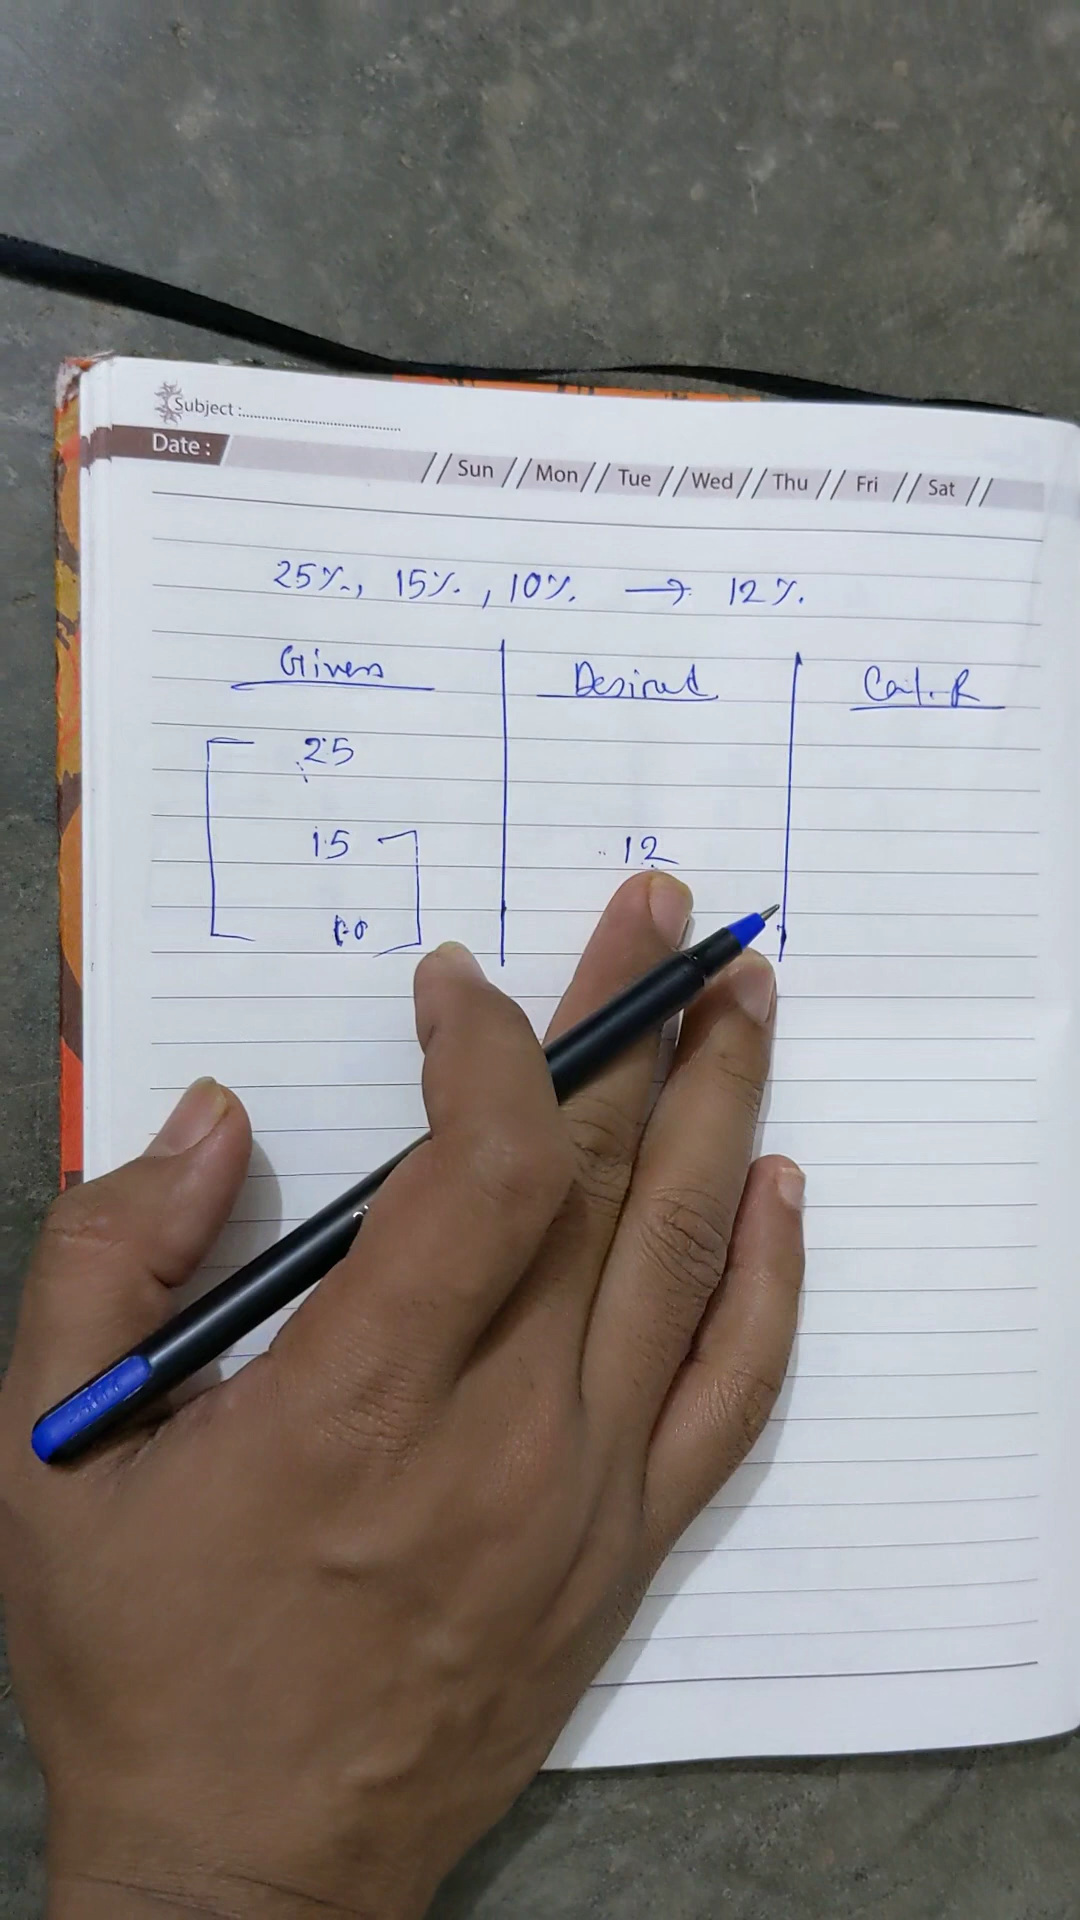 Subject :
Date :
// Sun // Mon // Tue // Wed // Thu // Fri // Sat //
25%., 15%., 10%. → 12%.
Given Desired Cal. R
25
15 12
10